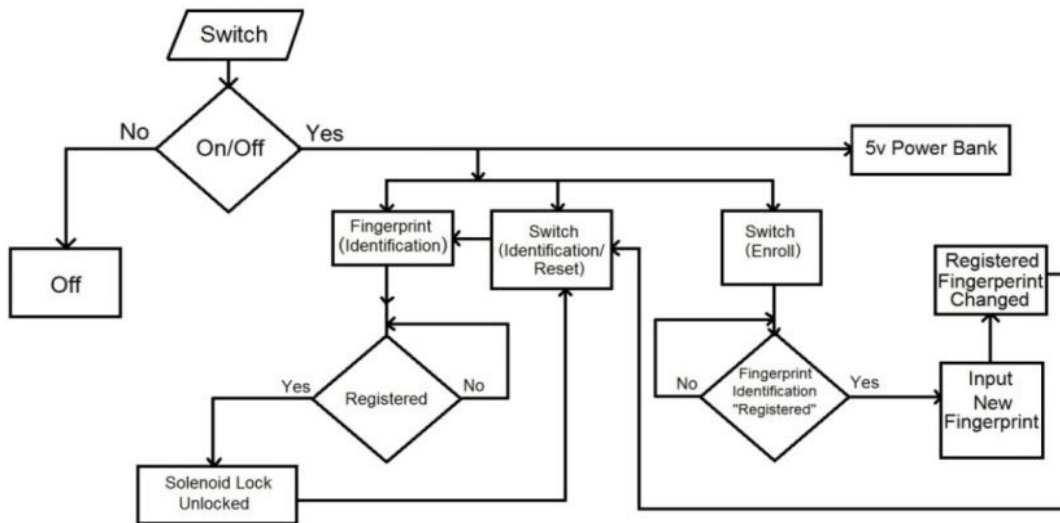 Switch
No
On/Off
Yes
5v Power Bank
Off
Fingerprint
(Identification)
Switch
(Identification/
Reset)
Switch
(Enroll)
Registered
Fingerperint
Changed
Yes
Registered
No
No
Fingerprint
Identification
"Registered"
Yes
Input
New
Fingerprint
Solenoid Lock
Unlocked